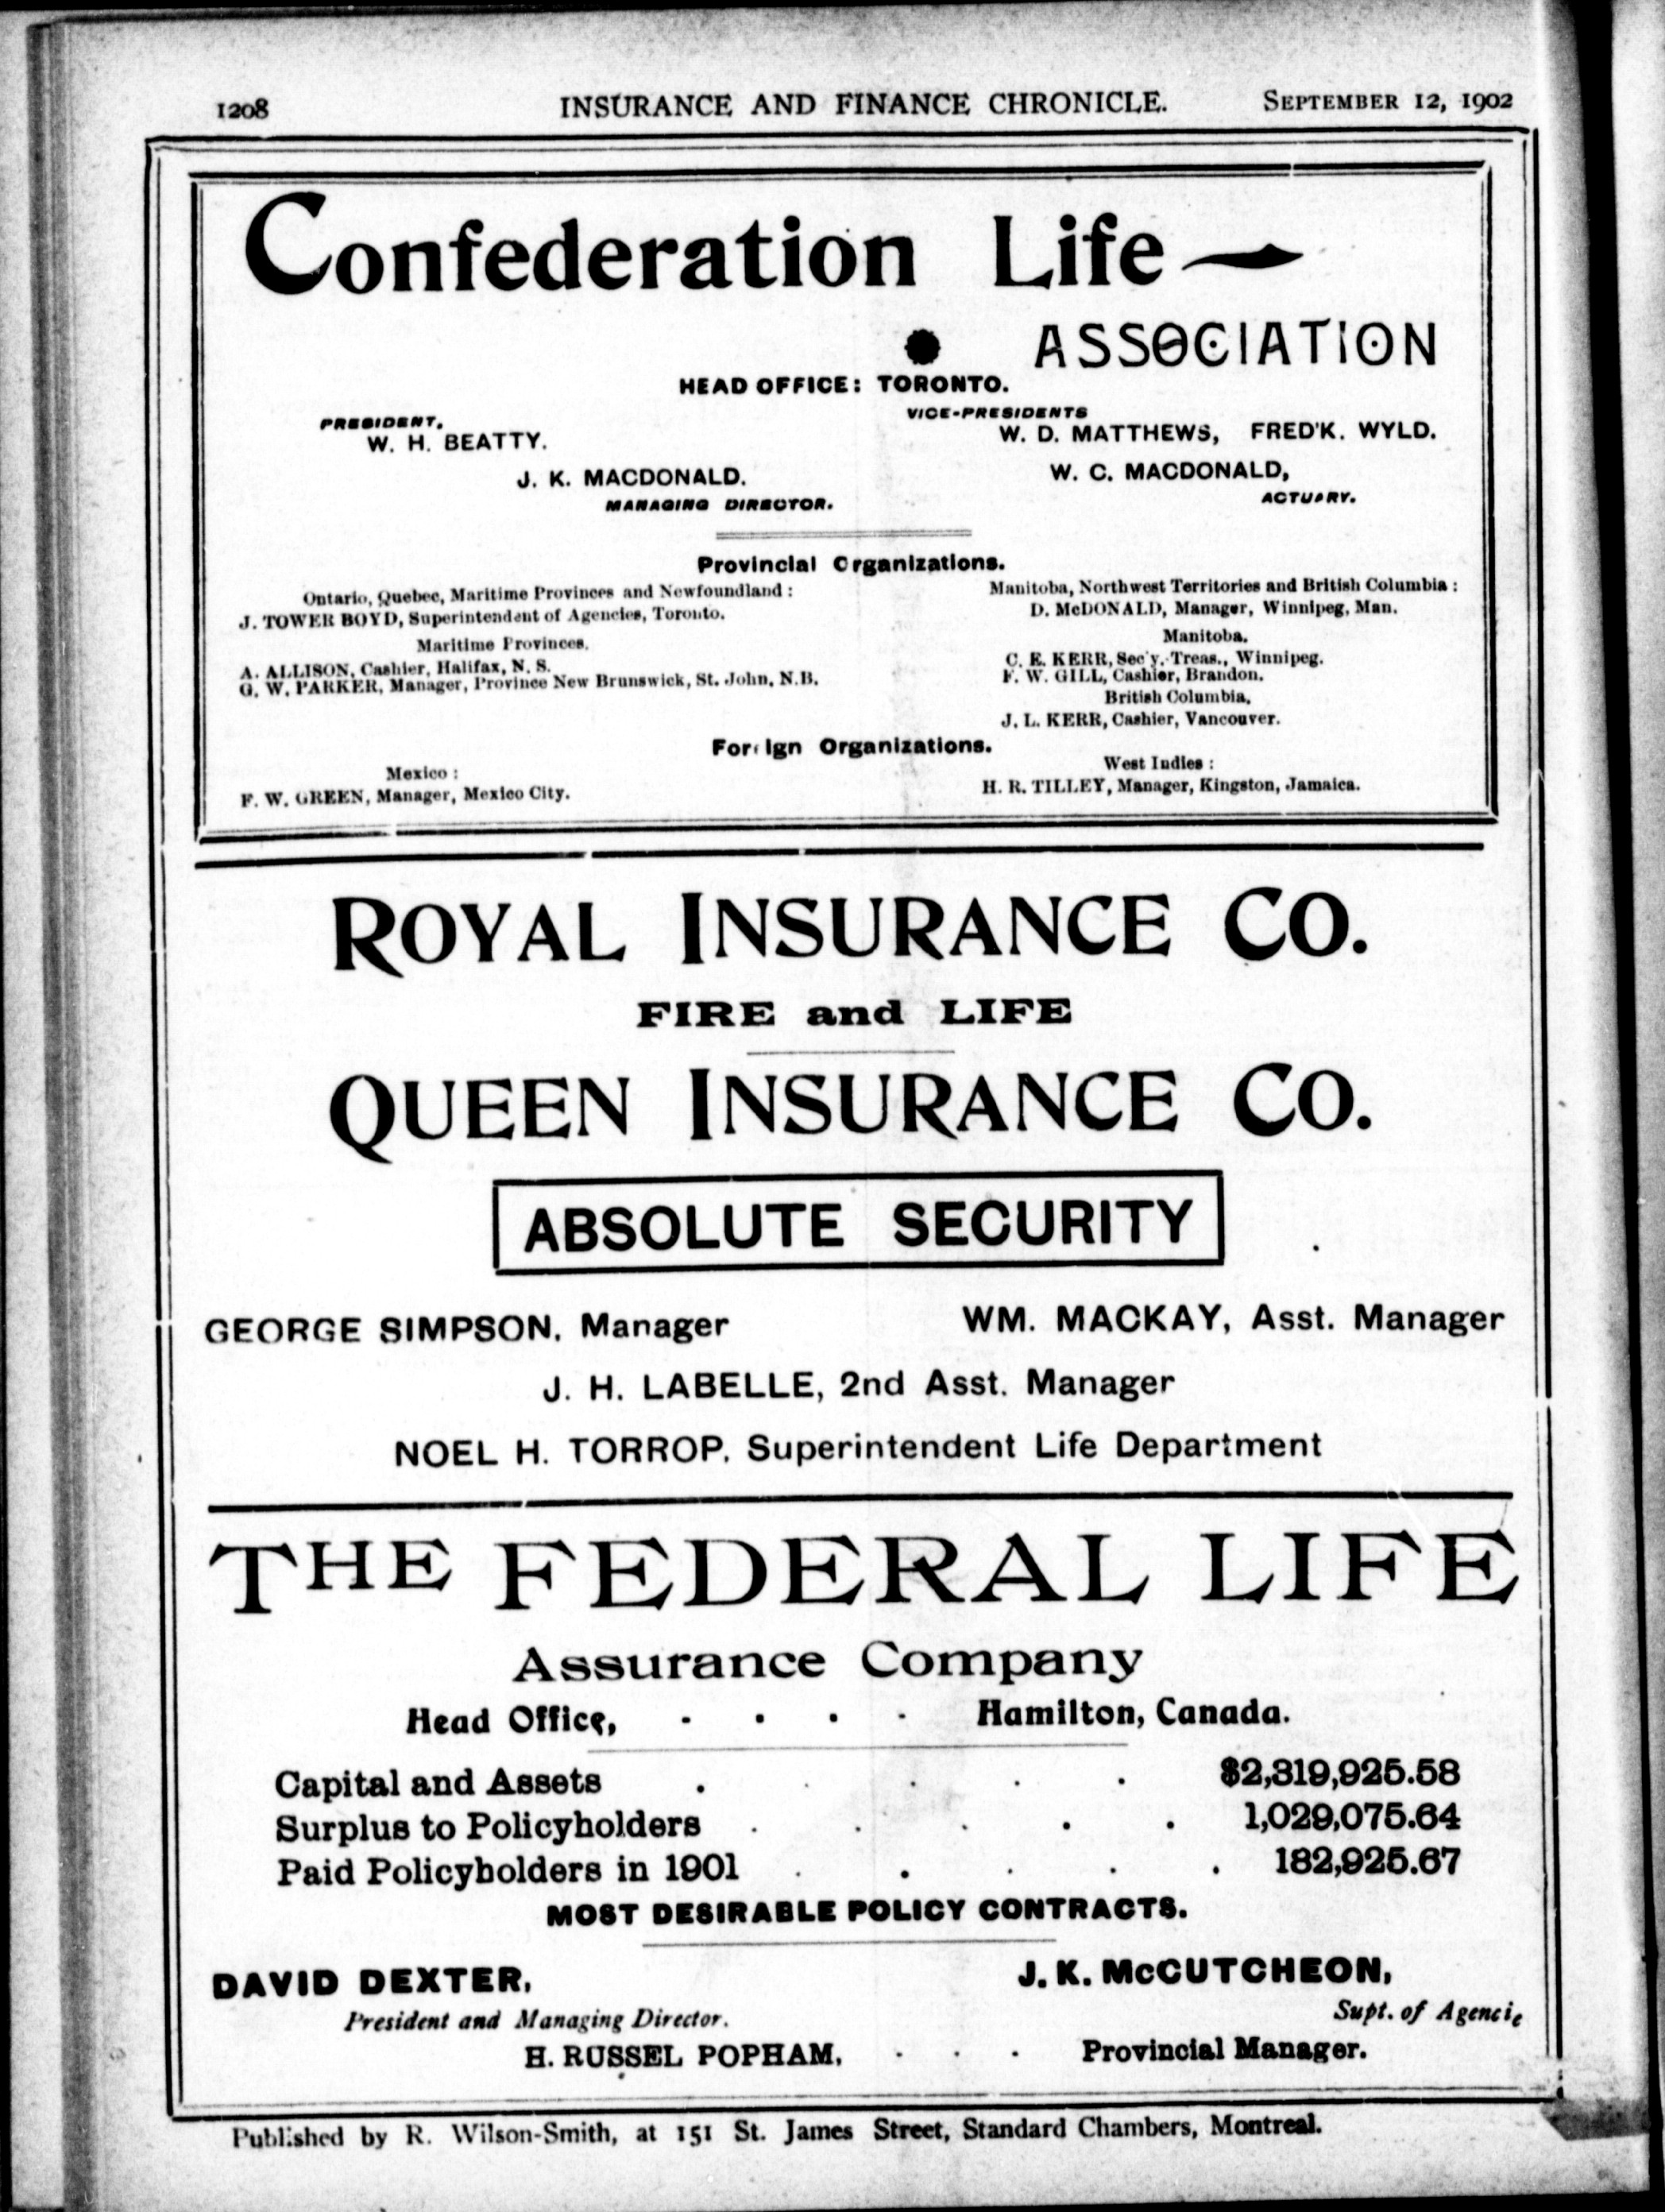 1208 INSURANCE AND FINANCE CHRONICLE. SEPTEMBER 12, 1902
Confederation Life
ASSOCIATION
HEAD OFFICE: TORONTO.
PRESIDENT.
W. H. BEATTY.
VICE-PRESIDENTS
W. D. MATTHEWS, FRED'K. WYLD.
J. K. MACDONALD.
MANAGING DIRECTOR.
W. C. MACDONALD,
ACTUARY.
Provincial Organizations.
Ontario, Quebec, Maritime Provinces and Newfoundland:
J. TOWER BOYD, Superintendent of Agencies, Toronto.
Maritime Provinces.
A. ALLISON, Cashier, Halifax, N. S.
G. W. PARKER, Manager, Province New Brunswick, St. John, N.B.
Manitoba, Northwest Territories and British Columbia:
D. McDONALD, Manager, Winnipeg, Man.
Manitoba.
C. E. KERR, Sec'y.-Treas., Winnipeg.
F. W. GILL, Cashier, Brandon.
British Columbia,
J. L. KERR, Cashier, Vancouver.
Foreign Organizations.
Mexico:
F. W. GREEN, Manager, Mexico City.
West Indies:
H. R. TILLEY, Manager, Kingston, Jamaica.
ROYAL INSURANCE CO.
FIRE and LIFE
QUEEN INSURANCE CO.
ABSOLUTE SECURITY
GEORGE SIMPSON, Manager WM. MACKAY, Asst. Manager
J. H. LABELLE, 2nd Asst. Manager
NOEL H. TORROP, Superintendent Life Department
THE FEDERAL LIFE
Assurance Company
Head Office, - - - - Hamilton, Canada.
Capital and Assets . . . . . $2,319,925.58
Surplus to Policyholders . . . . . 1,029,075.64
Paid Policyholders in 1901 . . . . . 182,925.67
MOST DESIRABLE POLICY CONTRACTS.
DAVID DEXTER,
President and Managing Director.
J. K. McCUTCHEON,
Supt. of Agencie
H. RUSSEL POPHAM, - - - Provincial Manager.
Published by R. Wilson-Smith, at 151 St. James Street, Standard Chambers, Montreal.